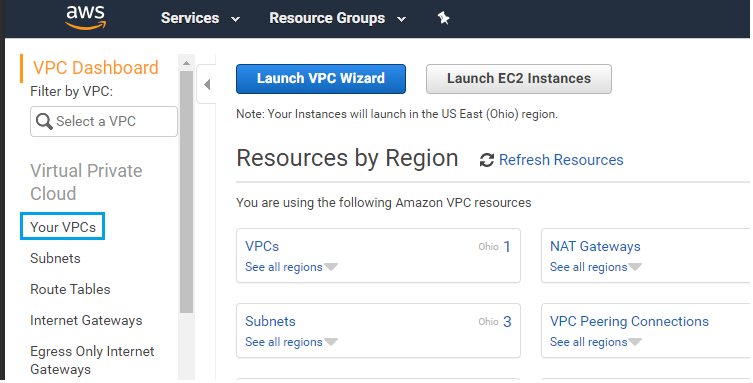 aws
Services
Resource Groups
VPC Dashboard
Filter by VPC:
Select a VPC
Virtual Private
Cloud
Your VPCs
Subnets
Route Tables
Internet Gateways
Egress Only Internet
Gateways
Launch VPC Wizard
Launch EC2 Instances
Note: Your Instances will launch in the US East (Ohio) region.
Resources by Region
Refresh Resources
You are using the following Amazon VPC resources
VPCs Ohio 1
See all regions
NAT Gateways
See all regions
Subnets Ohio 3
See all regions
VPC Peering Connections
See all regions